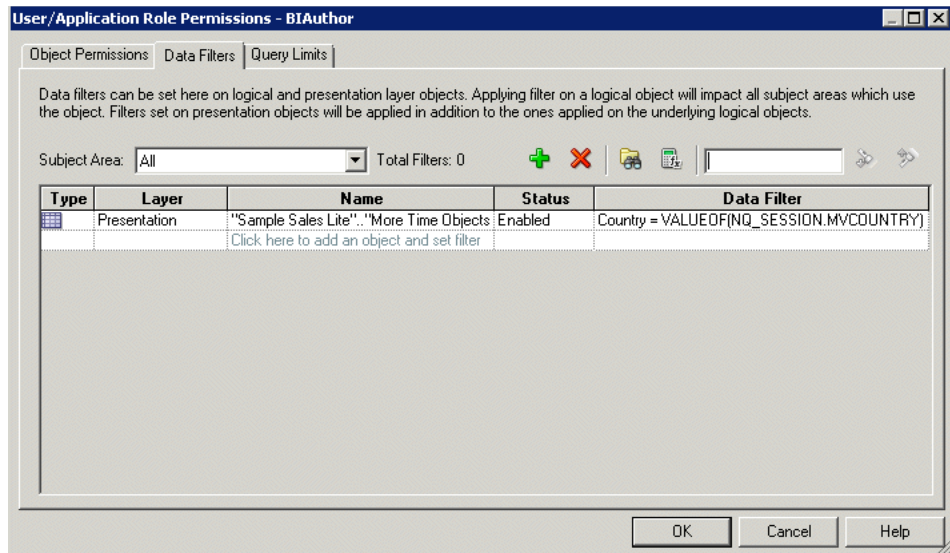 User/Application Role Permissions - BIAuthor
Object Permissions Data Filters Query Limits
Data filters can be set here on logical and presentation layer objects. Applying filter on a logical object will impact all subject areas which use
the object. Filters set on presentation objects will be applied in addition to the ones applied on the underlying logical objects.
Subject Area: All Total Filters: 0
Type Layer Name Status Data Filter
Presentation "Sample Sales Lite".."More Time Objects Enabled Country = VALUEOF(NQ_SESSION.MVCOUNTRY)
Click here to add an object and set filter
OK Cancel Help